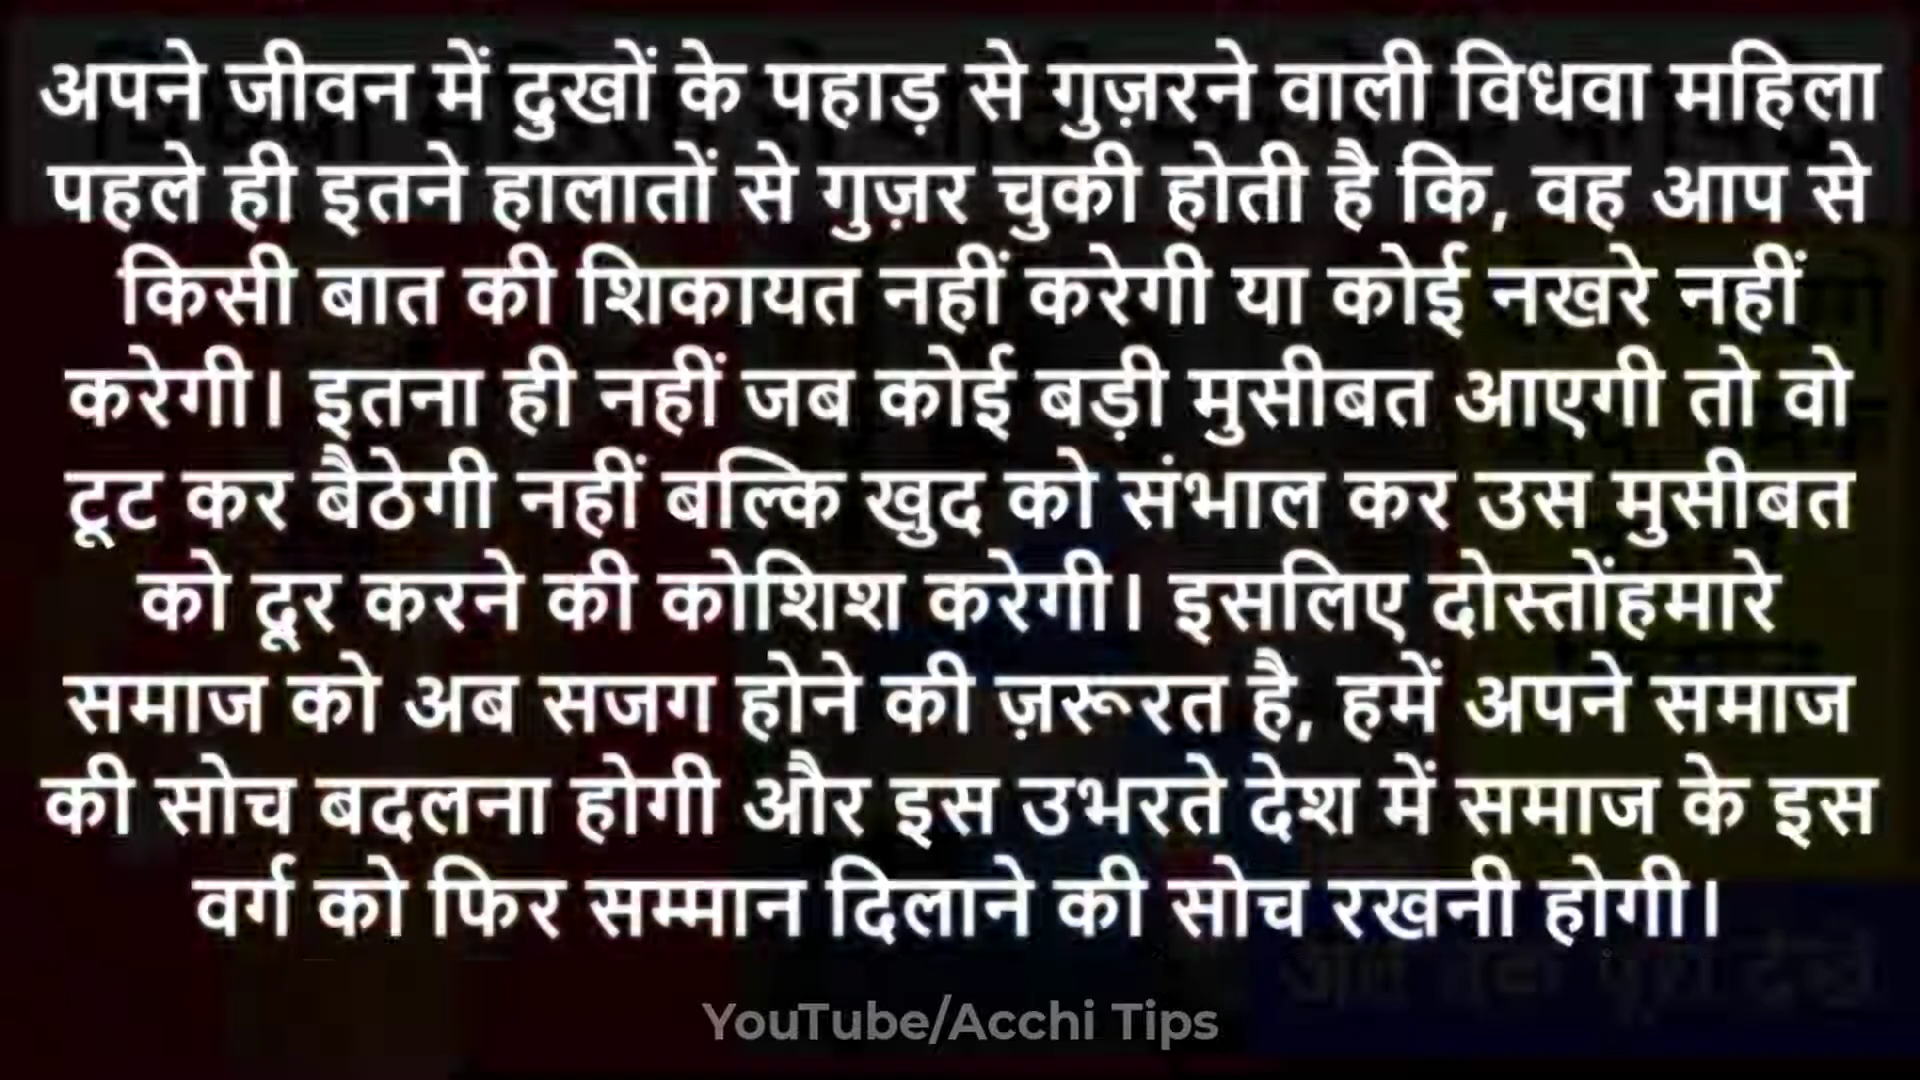 अपने जीवन में दुखों के पहाड़ से गुज़रने वाली विधवा महिला
पहले ही इतने हालातों से गुज़र चुकी होती है कि, वह आप से
किसी बात की शिकायत नहीं करेगी या कोई नखरे नहीं
करेगी। इतना ही नहीं जब कोई बड़ी मुसीबत आएगी तो वो
टूट कर बैठेगी नहीं बल्कि खुद को संभाल कर उस मुसीबत
को दूर करने की कोशिश करेगी। इसलिए दोस्तोंहमारे
समाज को अब सजग होने की ज़रूरत है, हमें अपने समाज
की सोच बदलना होगी और इस उभरते देश में समाज के इस
वर्ग को फिर सम्मान दिलाने की सोच रखनी होगी।
YouTube/Acchi Tips